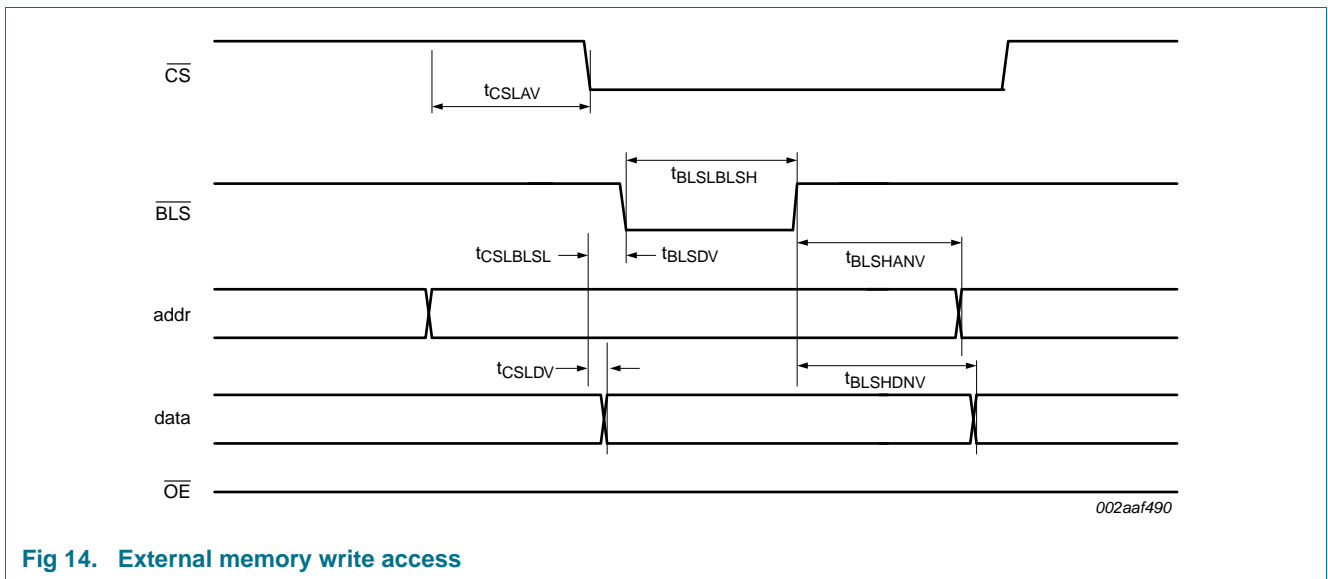 CS
tCSLAV
tBLSLBLSH
BLS
tCSLBLSL
tBLSDV
tBLSHANV
addr
tCSLDV
tBLSHDNV
data
OE
002aaf490
Fig 14. External memory write access